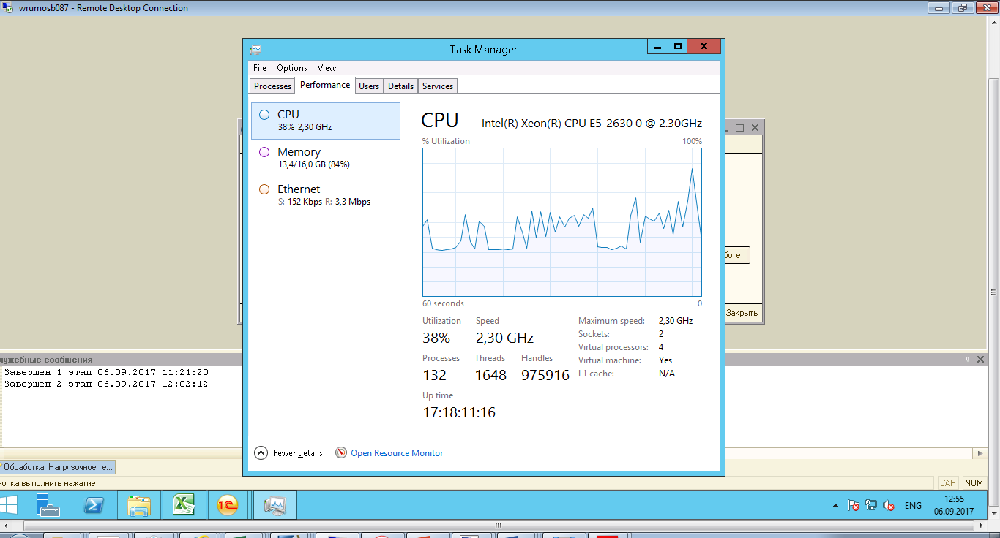 wrumosb087 - Remote Desktop Connection
Task Manager
File Options View
Processes Performance Users Details Services
CPU
38% 2,30 GHz
Memory
13,4/16,0 GB (84%)
Ethernet
S: 152 Kbps R: 3,3 Mbps
CPU Intel(R) Xeon(R) CPU E5-2630 0 @ 2.30GHz
% Utilization 100%
60 seconds 0
Utilization Speed
38% 2,30 GHz
Processes Threads Handles
132 1648 975916
Up time
17:18:11:16
Maximum speed: 2,30 GHz
Sockets: 2
Virtual processors: 4
Virtual machine: Yes
L1 cache: N/A
Fewer details Open Resource Monitor
боте
Закрыть
лужебные сообщения
Завершен 1 этап 06.09.2017 11:21:20
Завершен 2 этап 06.09.2017 12:02:12
Обработка Нагрузочное те...
нопка выполнить нажатие
CAP NUM
1C
ENG
12:55
06.09.2017